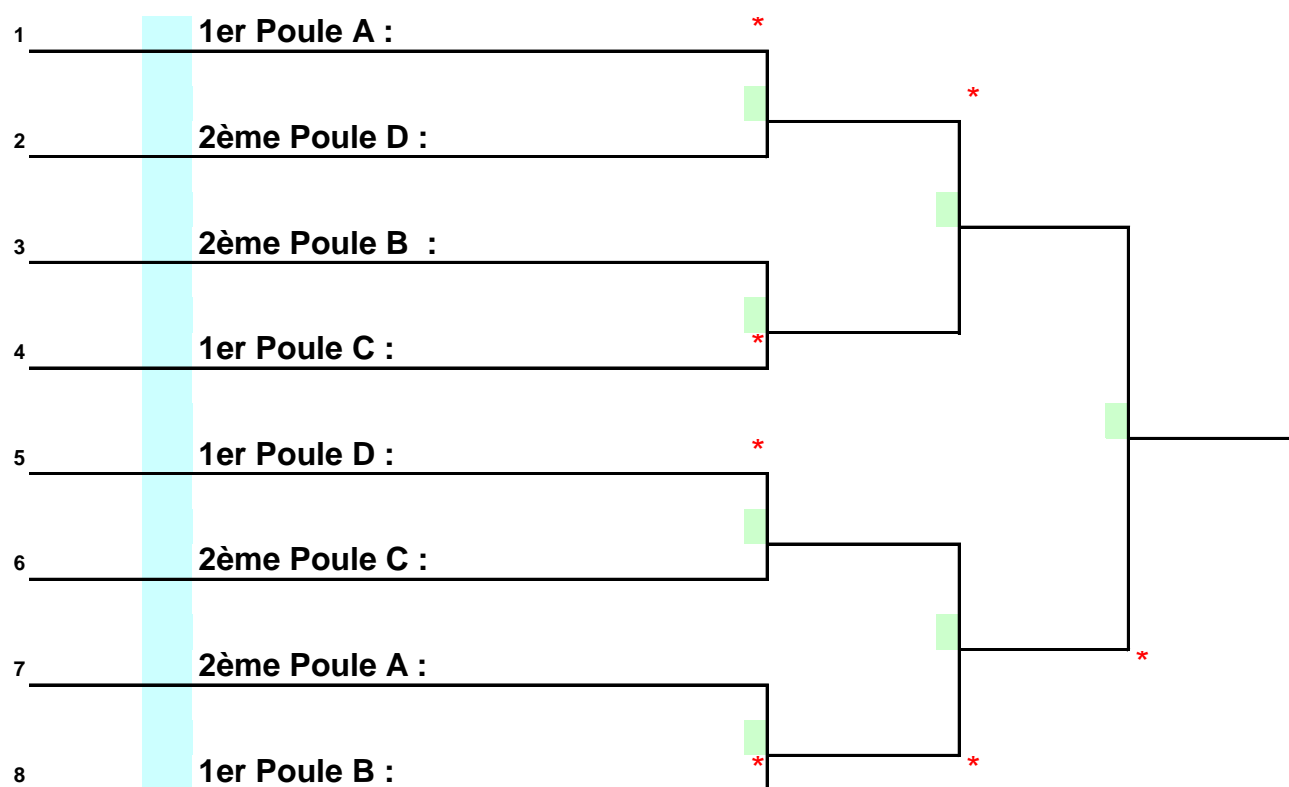 1 1er Poule A : *
*
2 2ème Poule D :
3 2ème Poule B  :
*
4 1er Poule C :
5 1er Poule D : *
6 2ème Poule C :
7 2ème Poule A : *
8 1er Poule B : * *